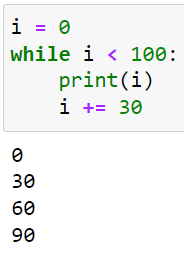 i = 0
while i < 100:
    print(i)
    i += 30
0
30
60
90